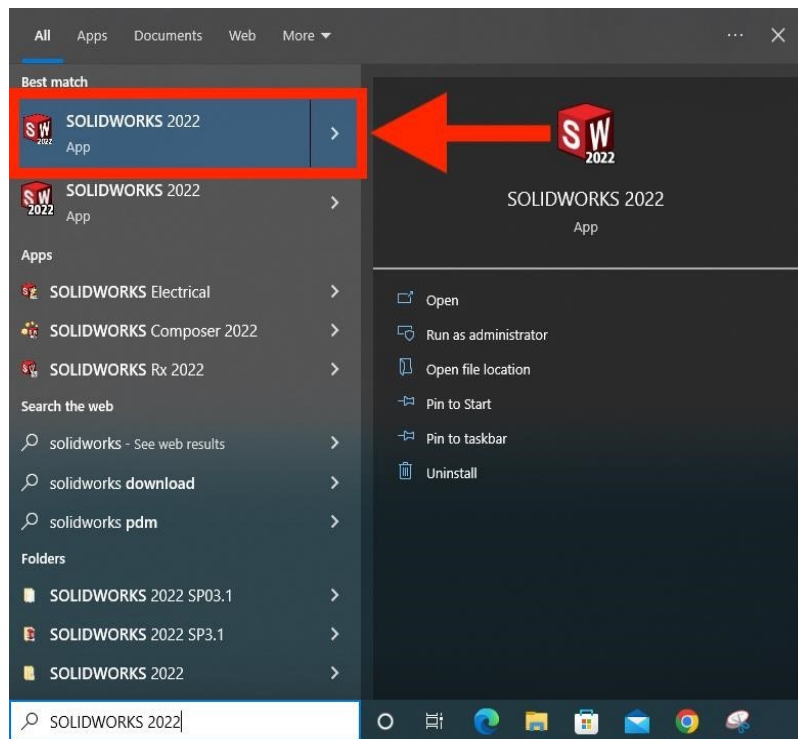 All Apps Documents Web More
Best match
SOLIDWORKS 2022
App
SOLIDWORKS 2022
App
Apps
SOLIDWORKS Electrical
SOLIDWORKS Composer 2022
SOLIDWORKS Rx 2022
Search the web
solidworks - See web results
solidworks download
solidworks pdm
Folders
SOLIDWORKS 2022 SP03.1
SOLIDWORKS 2022 SP3.1
SOLIDWORKS 2022
SOLIDWORKS 2022
SW
2022
SOLIDWORKS 2022
App
Open
Run as administrator
Open file location
Pin to Start
Pin to taskbar
Uninstall